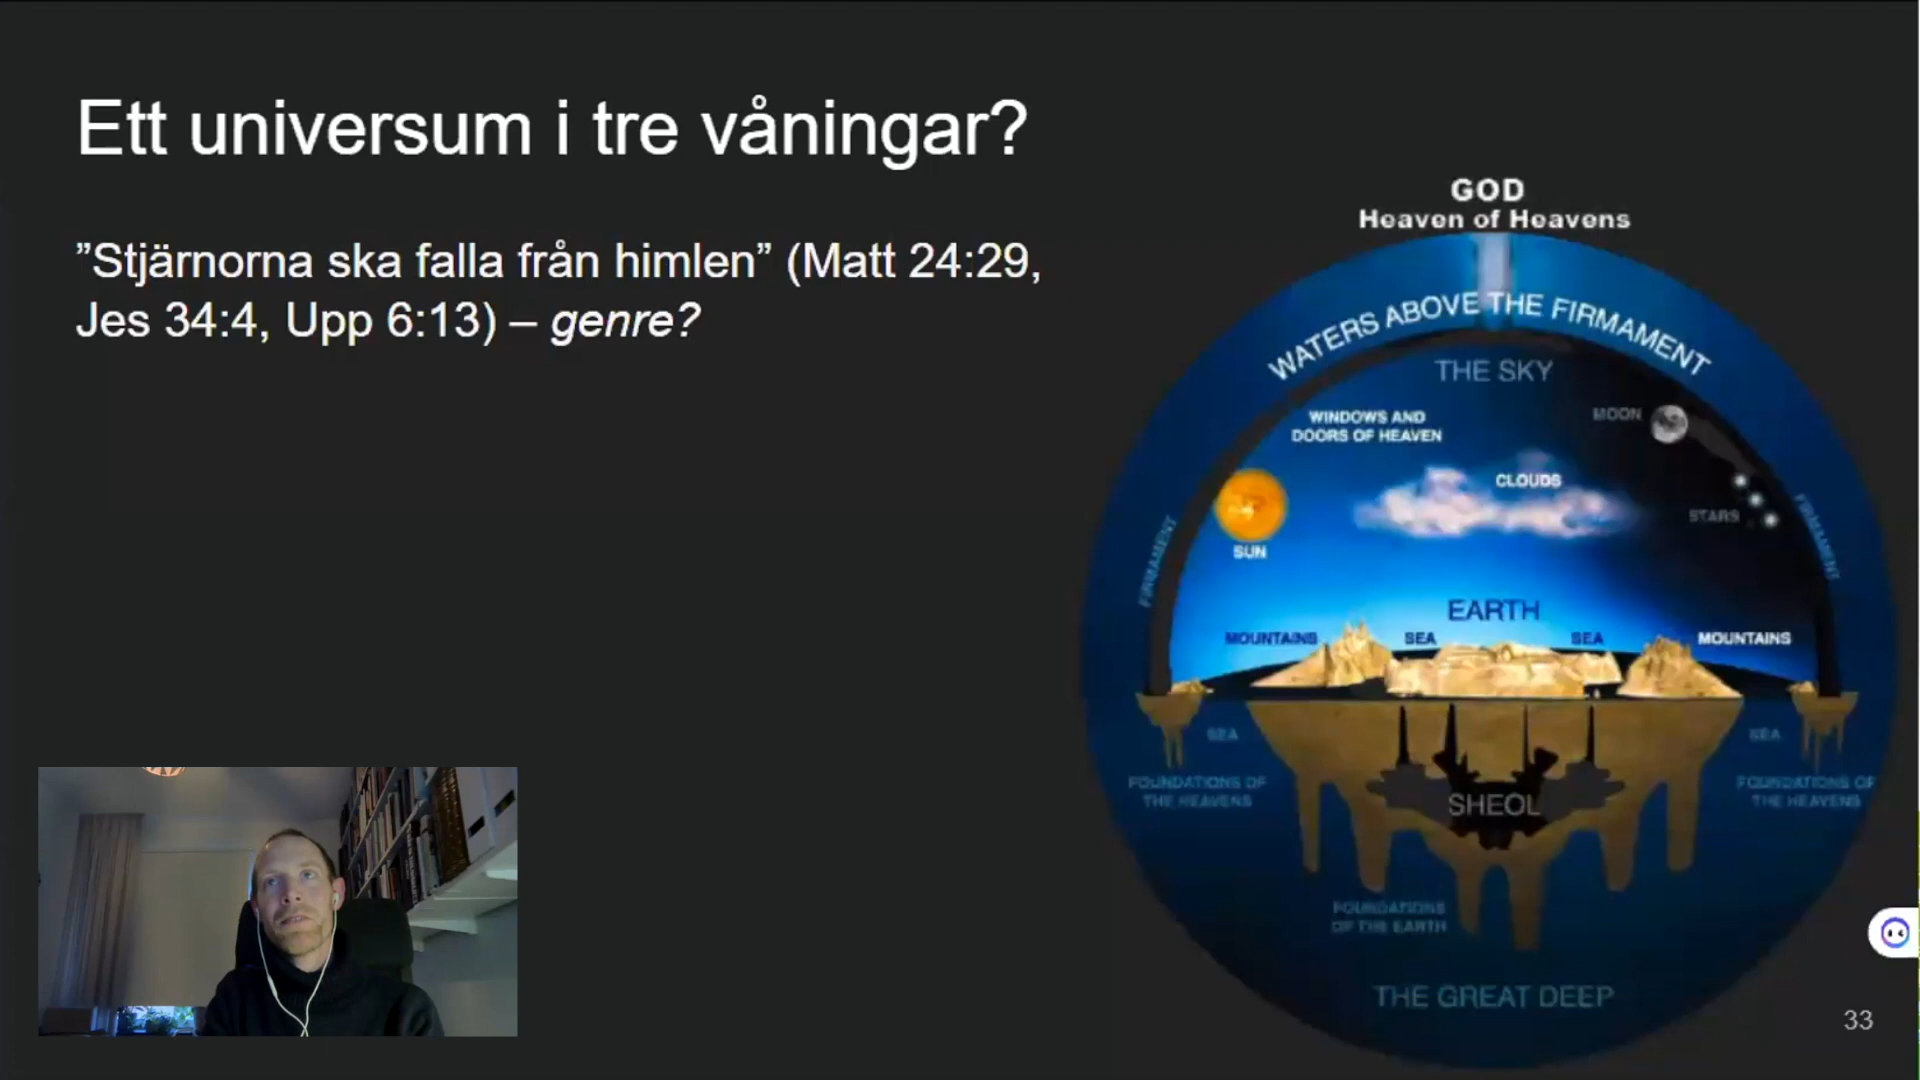 Ett universum i tre våningar?
”Stjärnorna ska falla från himlen” (Matt 24:29,
Jes 34:4, Upp 6:13) – genre?
GOD
Heaven of Heavens
WATERS ABOVE THE FIRMAMENT
THE SKY
WINDOWS AND
DOORS OF HEAVEN
MOON
CLOUDS
STARS
SUN
FIRMAMENT
FIRMAMENT
EARTH
MOUNTAINS
SEA
SEA
MOUNTAINS
SEA
SEA
FOUNDATIONS OF
THE HEAVENS
FOUNDATIONS OF
THE HEAVENS
SHEOL
FOUNDATIONS
OF THE EARTH
THE GREAT DEEP
33